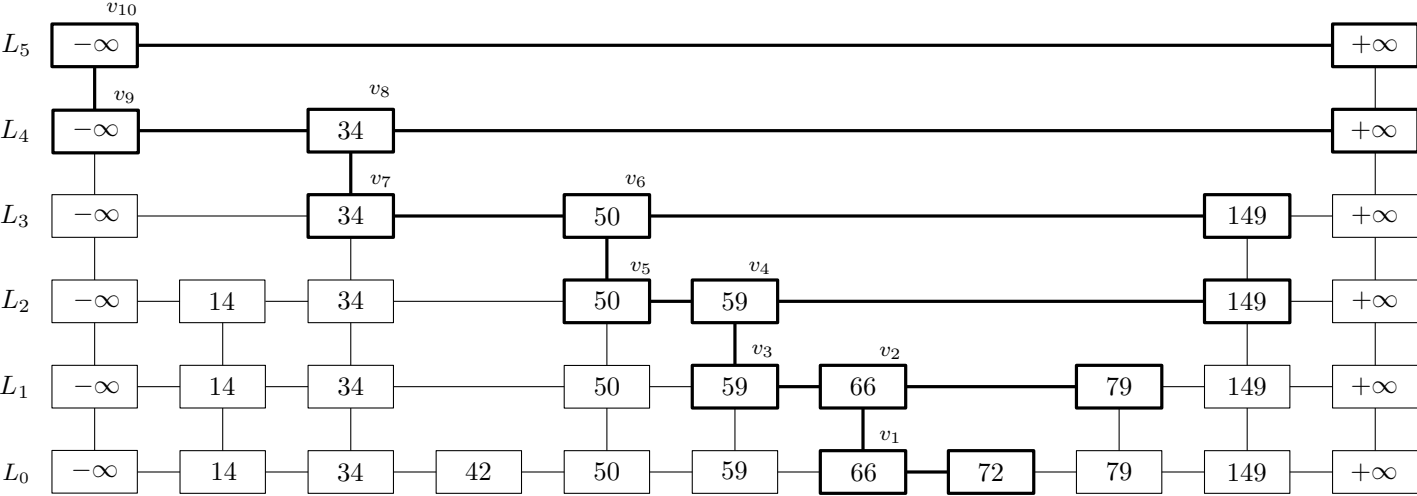 v₁₀
L₅ −∞ +∞
v₉ v₈
L₄ −∞ 34 +∞
v₇ v₆
L₃ −∞ 34 50 149 +∞
v₅ v₄
L₂ −∞ 14 34 50 59 149 +∞
v₃ v₂
L₁ −∞ 14 34 50 59 66 79 149 +∞
v₁
L₀ −∞ 14 34 42 50 59 66 72 79 149 +∞